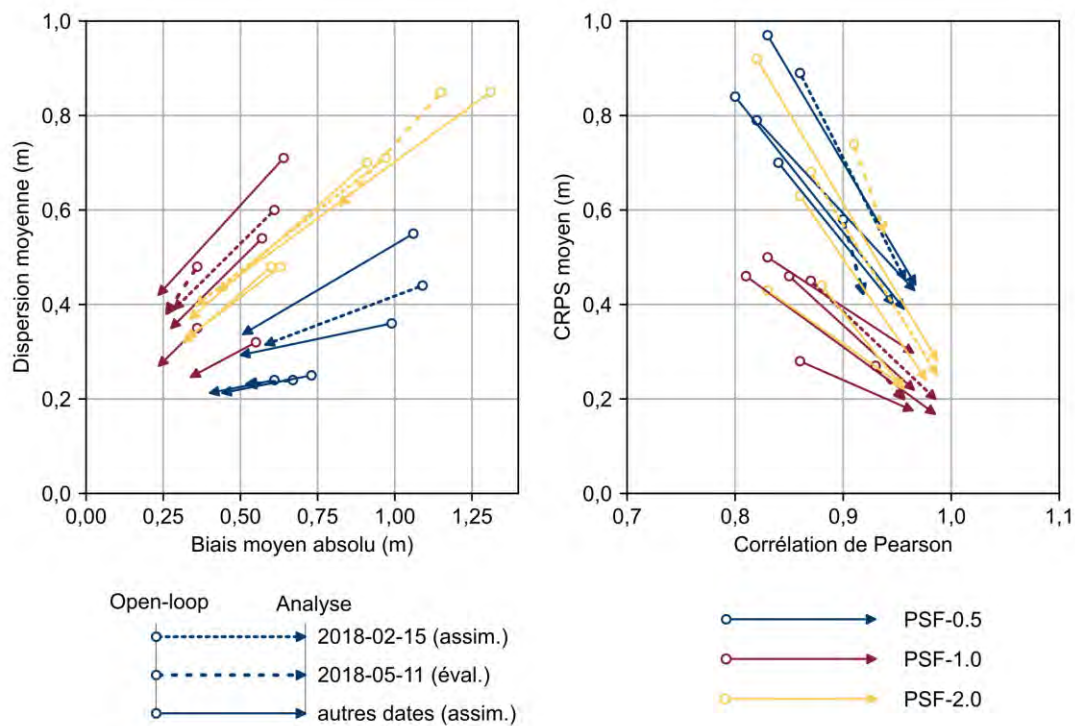 1,0
0,8
0,6
0,4
0,2
0,0
Dispersion moyenne (m)
0,00 0,25 0,50 0,75 1,00 1,25
Biais moyen absolu (m)
1,0
0,8
0,6
0,4
0,2
0,0
CRPS moyen (m)
0,7 0,8 0,9 1,0 1,1
Corrélation de Pearson
Open-loop Analyse
2018-02-15 (assim.)
2018-05-11 (éval.)
autres dates (assim.)
PSF-0.5
PSF-1.0
PSF-2.0